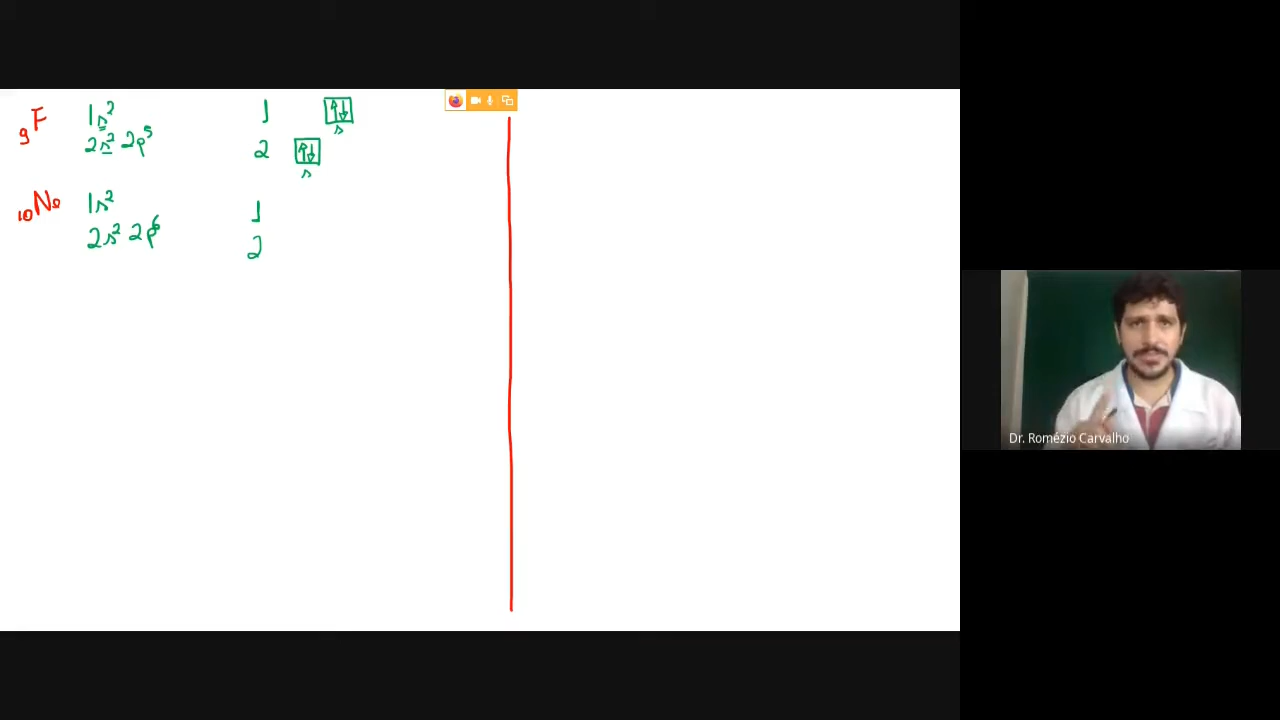 ₉F 1s² 1 ↑↓
s
2s² 2p⁵ 2 ↑↓
s
₁₀Ne 1s² 1
2s² 2p⁶ 2
Dr. Romézio Carvalho